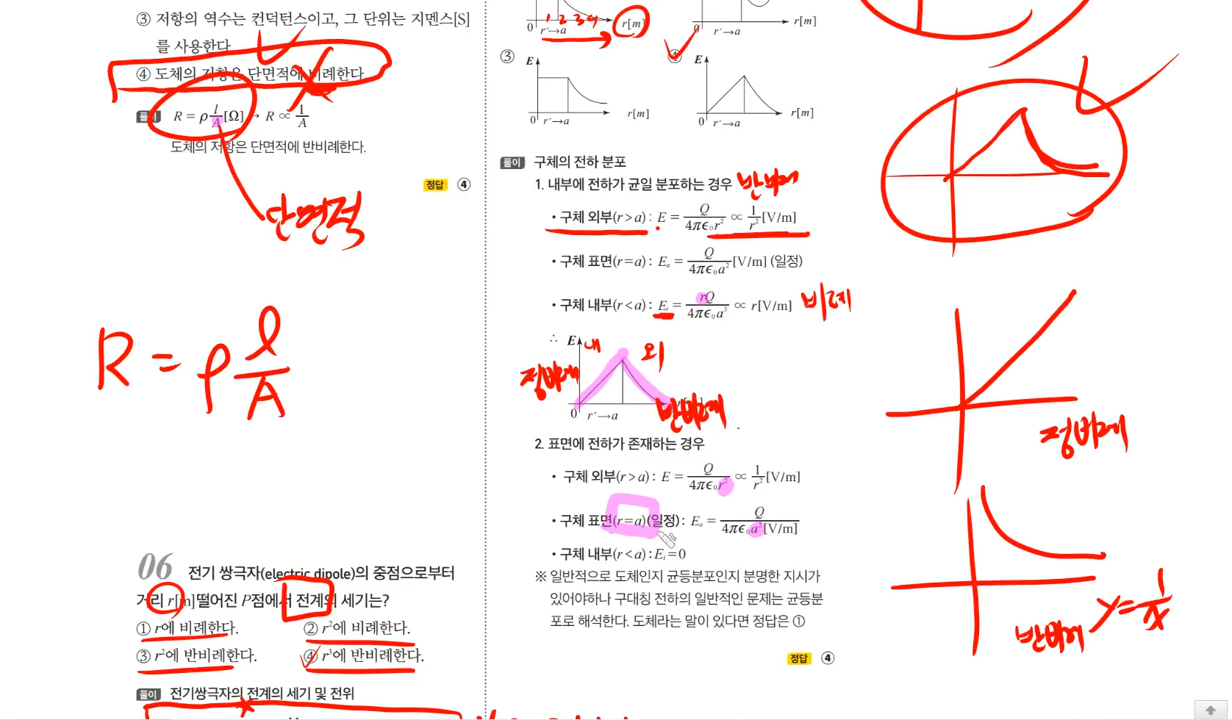 ③ 저항의 역수는 컨덕턴스이고, 그 단위는 지멘스[S]
를 사용한다.
④ 도체의 저항은 단면적에 비례한다.
풀이 R = ρ l/A [Ω] → R ∝ 1/A
도체의 저항은 단면적에 반비례한다.
정답 ④
단면적
R = ρ l/A
06 전기 쌍극자(electric dipole)의 중점으로부터
거리 r[m]떨어진 P점에서 전계의 세기는?
① r에 비례한다. ② r²에 비례한다.
③ r²에 반비례한다. ④ r³에 반비례한다.
풀이 전기쌍극자의 전계의 세기 및 전위
0 r′→a r[m]
1 2 3 4
0 r′→a r[m]
③ E
0 r′→a r[m]
④ E
0 r′→a r[m]
풀이 구체의 전하 분포
1. 내부에 전하가 균일 분포하는 경우 반비례
• 구체 외부(r > a) : E = Q/4πϵ₀r² ∝ 1/r² [V/m]
• 구체 표면(r = a) : Eₐ = Q/4πϵ₀a² [V/m] (일정)
• 구체 내부(r < a) : Eᵢ = rQ/4πϵ₀a³ ∝ r[V/m] 비례
∴ E 내 외
정비례 반비례
0 r′→a
2. 표면에 전하가 존재하는 경우
• 구체 외부(r > a) : E = Q/4πϵ₀r² ∝ 1/r² [V/m]
• 구체 표면(r = a)(일정) : Eₐ = Q/4πϵ₀a² [V/m]
• 구체 내부(r < a) : Eᵢ = 0
※ 일반적으로 도체인지 균등분포인지 분명한 지시가
있어야하나 구대칭 전하의 일반적인 문제는 균등분
포로 해석한다. 도체라는 말이 있다면 정답은 ①
정답 ④
정비례
반비례 y = 1/x